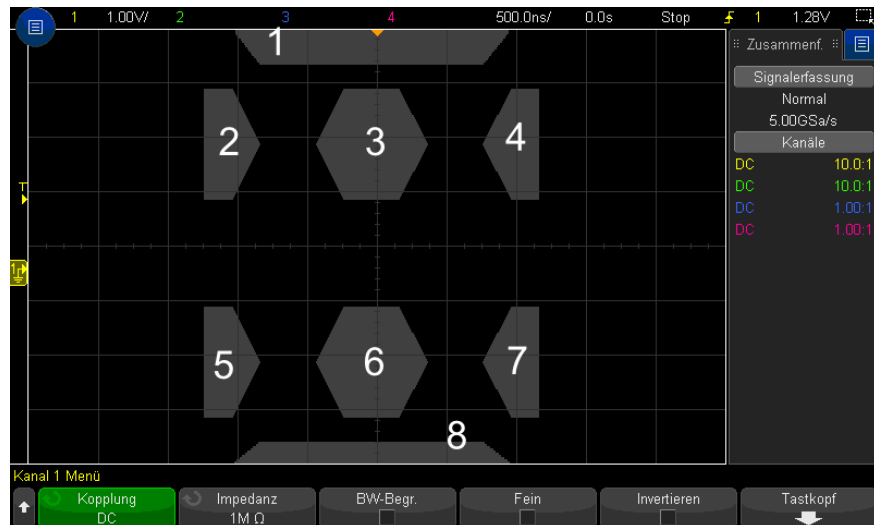 1 1.00V/ 2 3 4 500.0ns/ 0.0s Stop 1 1.28V
Zusammenf.
Signalerfassung
Normal
5.00GSa/s
Kanäle
DC 10.0:1
DC 10.0:1
DC 1.00:1
DC 1.00:1
1
2 3 4
T
1
5 6 7
8
Kanal 1 Menü
Kopplung Impedanz BW-Begr. Fein Invertieren Tastkopf
DC 1M Ω